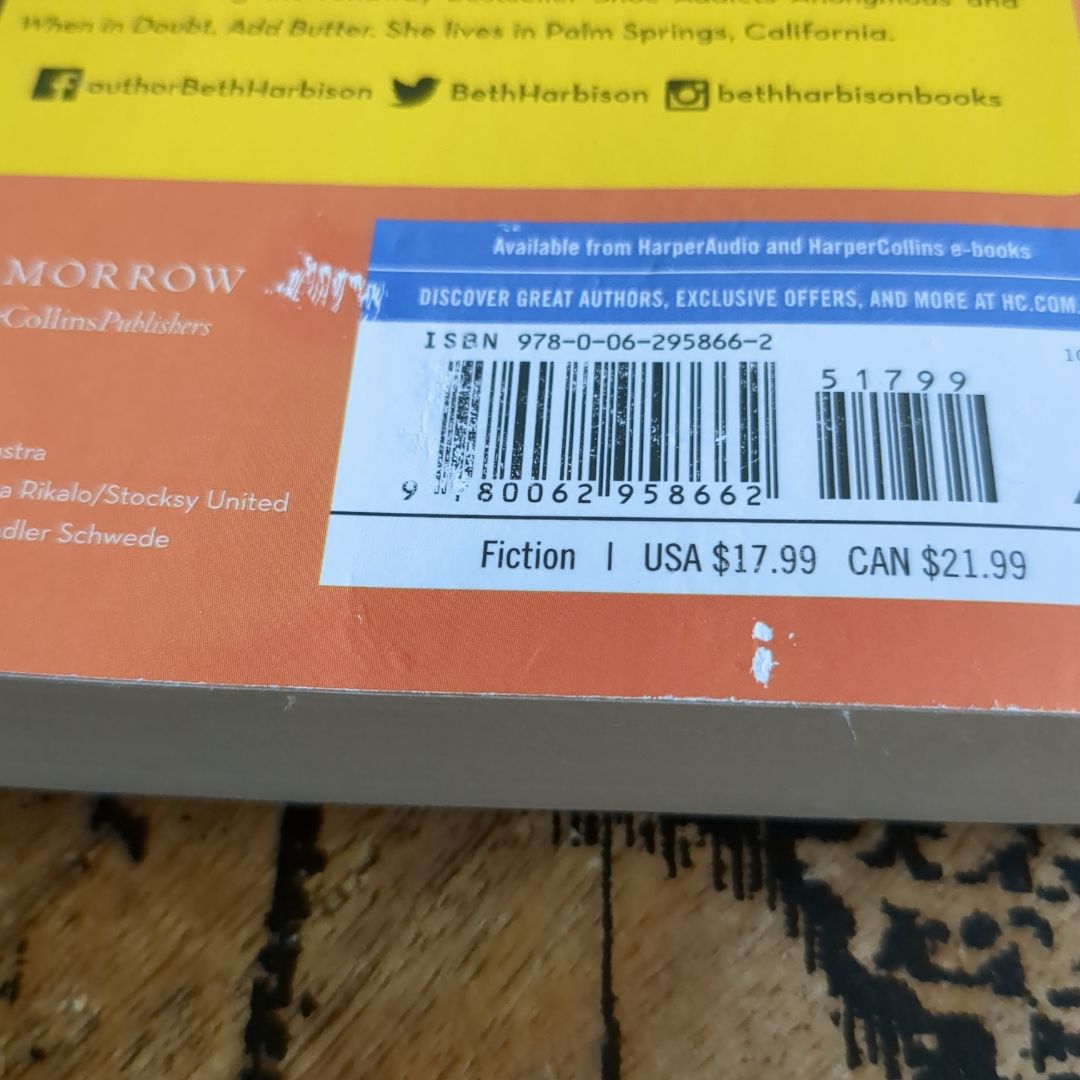 When in Doubt, Add Butter. She lives in Palm Springs, California.
authorBethHarbison BethHarbison bethharbisonbooks
MORROW
CollinsPublishers
Available from HarperAudio and HarperCollins e-books
DISCOVER GREAT AUTHORS, EXCLUSIVE OFFERS, AND MORE AT HC.COM.
ISBN 978-0-06-295866-2
51799
9 780062 958662
Fiction | USA $17.99 CAN $21.99
stra
a Rikalo/Stocksy United
dler Schwede